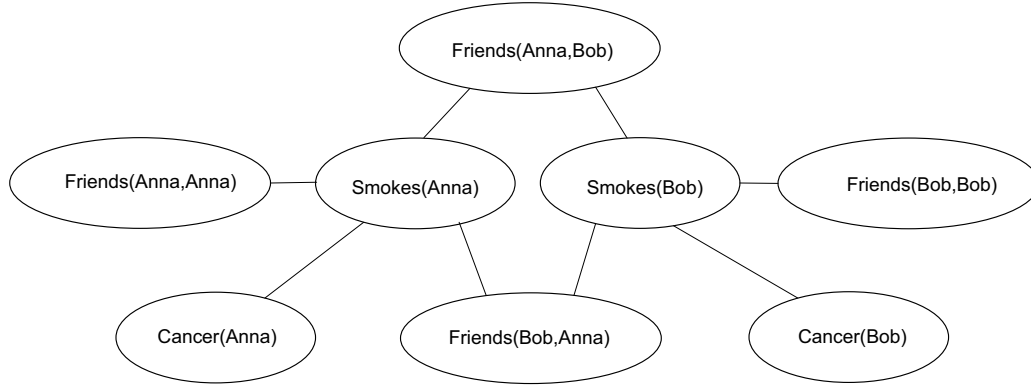 Friends(Anna,Bob)
Friends(Anna,Anna)
Smokes(Anna)
Smokes(Bob)
Friends(Bob,Bob)
Cancer(Anna)
Friends(Bob,Anna)
Cancer(Bob)